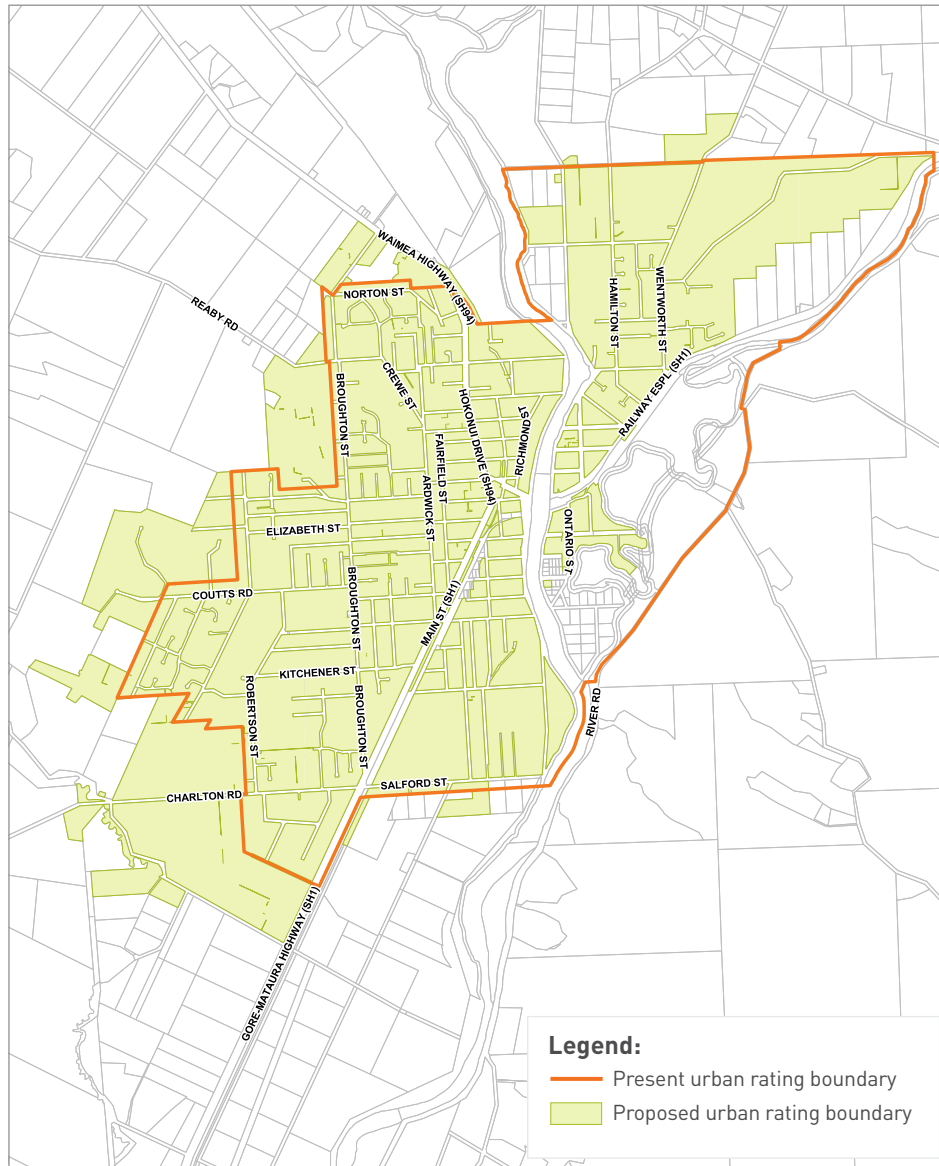 WAIMEA HIGHWAY (SH94)
NORTON ST
REABY RD
HAMILTON ST
WENTWORTH ST
RAILWAY ESPL (SH1)
CREWE ST
BROUGHTON ST
HOKONUI DRIVE (SH94)
RICHMOND ST
FAIRFIELD ST
ARDWICK ST
ELIZABETH ST
ONTARIO ST
BROUGHTON ST
COUTTS RD
MAIN ST (SH1)
KITCHENER ST
ROBERTSON ST
BROUGHTON ST
RIVER RD
SALFORD ST
CHARLTON RD
GORE-MATAURA HIGHWAY (SH1)
Legend:
Present urban rating boundary
Proposed urban rating boundary